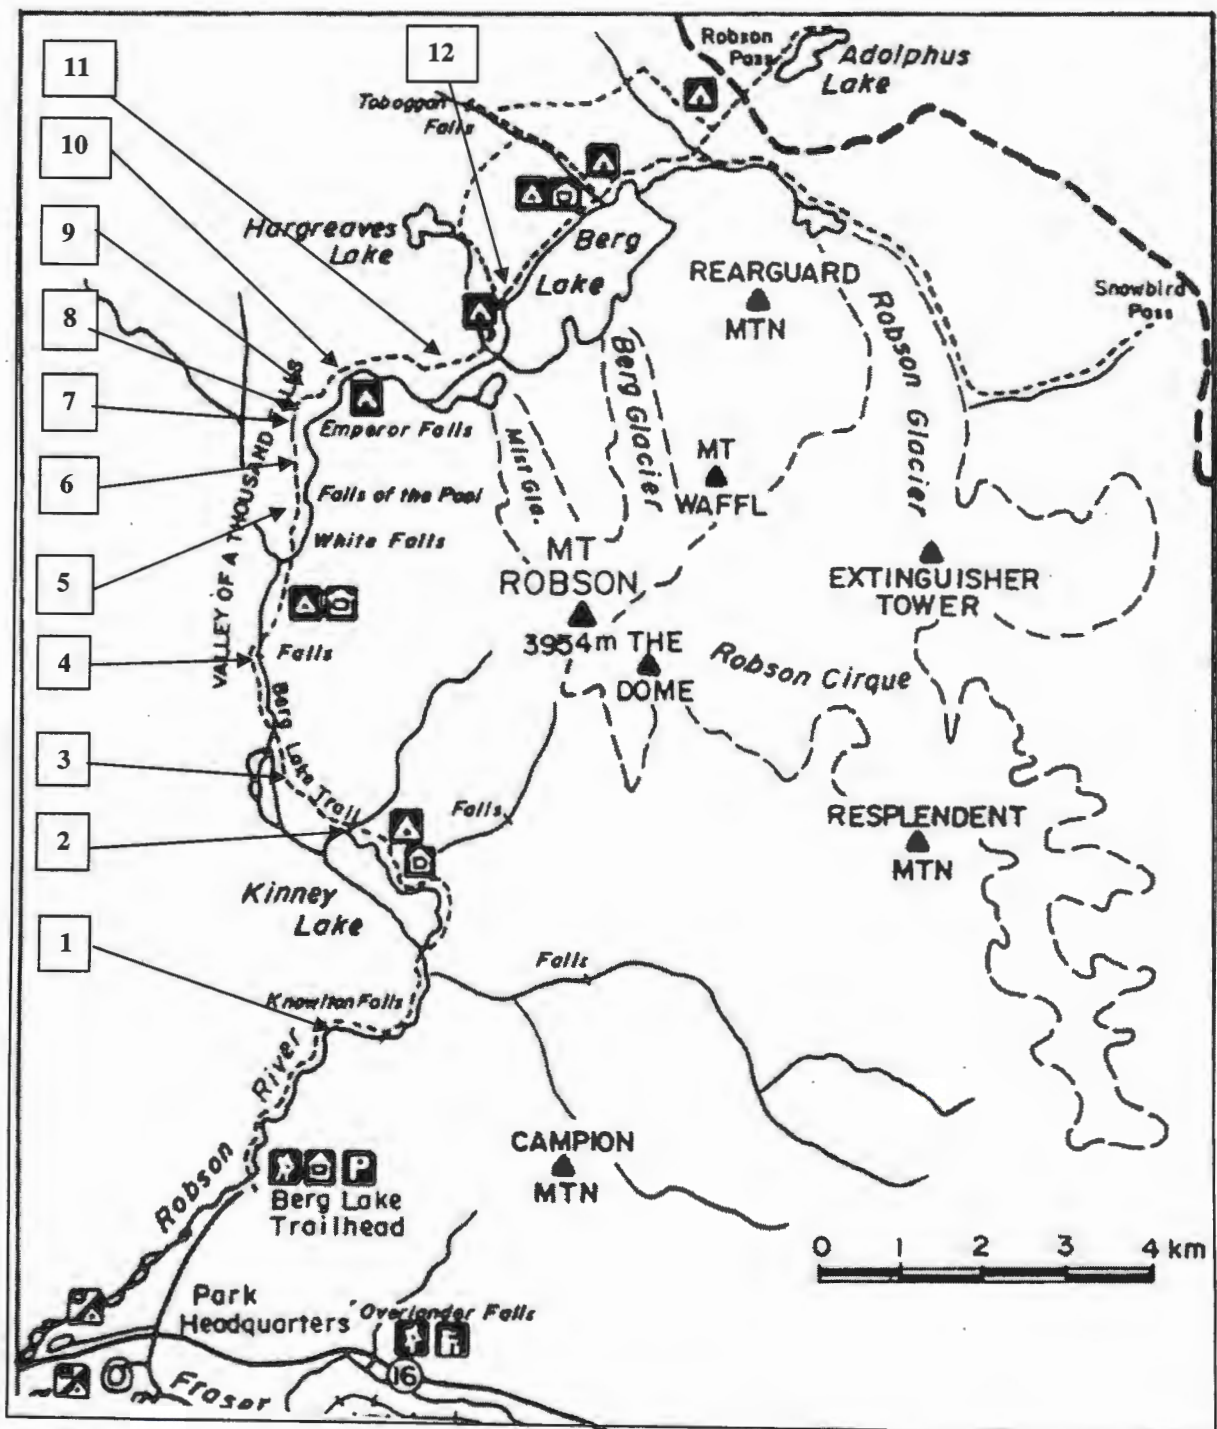 11
12
Robson
Pass
Adolphus
Lake
10
Toboggan
Falls
9
Hargreaves
Lake
Berg
Lake
REARGUARD
MTN
Snowbird
Pass
8
Robson Glacier
7
VALLEY OF A THOUSAND FALLS
Emperor Falls
Berg Glacier
Mist Gla.
MT
WAFFL
6
Falls of the Pool
White Falls
5
MT
ROBSON
3954m
EXTINGUISHER
TOWER
4
Falls
THE
DOME
Robson Cirque
3
Berg Lake Trail
2
Falls
RESPLENDENT
MTN
Kinney
Lake
1
Falls
Knowlton Falls
Robson River
CAMPION
MTN
P
Berg Lake
Trailhead
0 1 2 3 4 km
Park
Headquarters
Overlander Falls
16
Fraser